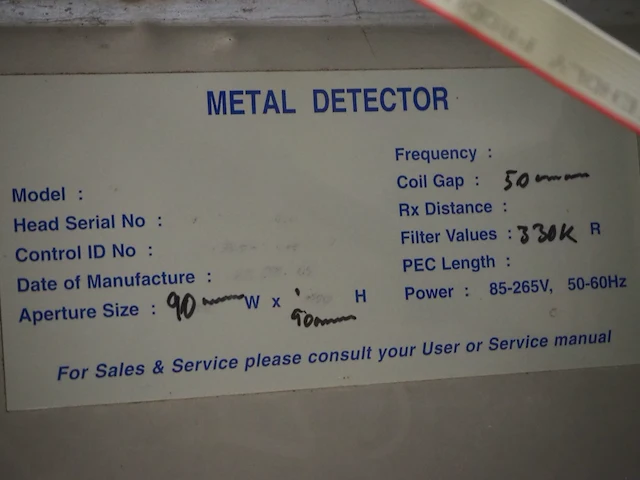 METAL DETECTOR
Model :
Head Serial No :
Control ID No :
Date of Manufacture :
Aperture Size : 90mm W x 90mm H
Frequency :
Coil Gap : 50mm
Rx Distance :
Filter Values : 330K R
PEC Length :
Power : 85-265V, 50-60Hz
For Sales & Service please consult your User or Service manual